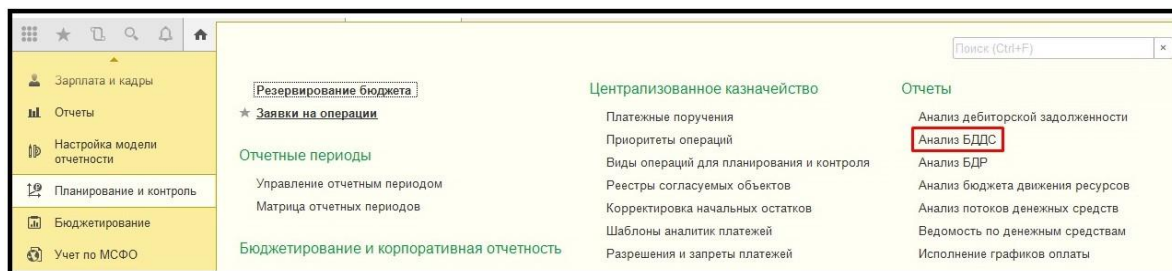 Поиск (Ctrl+F)
×
Зарплата и кадры
Отчеты
Настройка модели
отчетности
Планирование и контроль
Бюджетирование
Учет по МСФО
Резервирование бюджета
Заявки на операции
Отчетные периоды
Управление отчетным периодом
Матрица отчетных периодов
Бюджетирование и корпоративная отчетность
Централизованное казначейство
Платежные поручения
Приоритеты операций
Виды операций для планирования и контроля
Реестры согласуемых объектов
Корректировка начальных остатков
Шаблоны аналитик платежей
Разрешения и запреты платежей
Отчеты
Анализ дебиторской задолженности
Анализ БДДС
Анализ БДР
Анализ бюджета движения ресурсов
Анализ потоков денежных средств
Ведомость по денежным средствам
Исполнение графиков оплаты